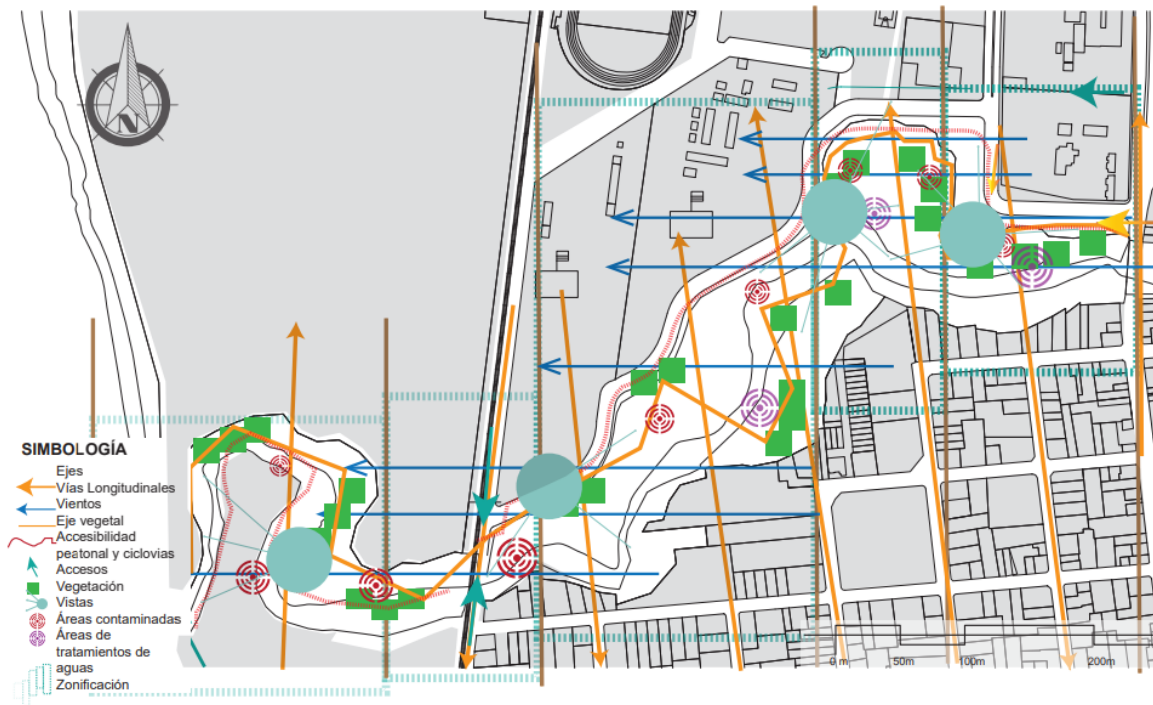 N
SIMBOLOGÍA
Ejes
Vías Longitudinales
Vientos
Eje vegetal
Accesibilidad
peatonal y ciclovias
Accesos
Vegetación
Vistas
Áreas contaminadas
Áreas de
tratamientos de
aguas
Zonificación
0 m 50m 100m 200m